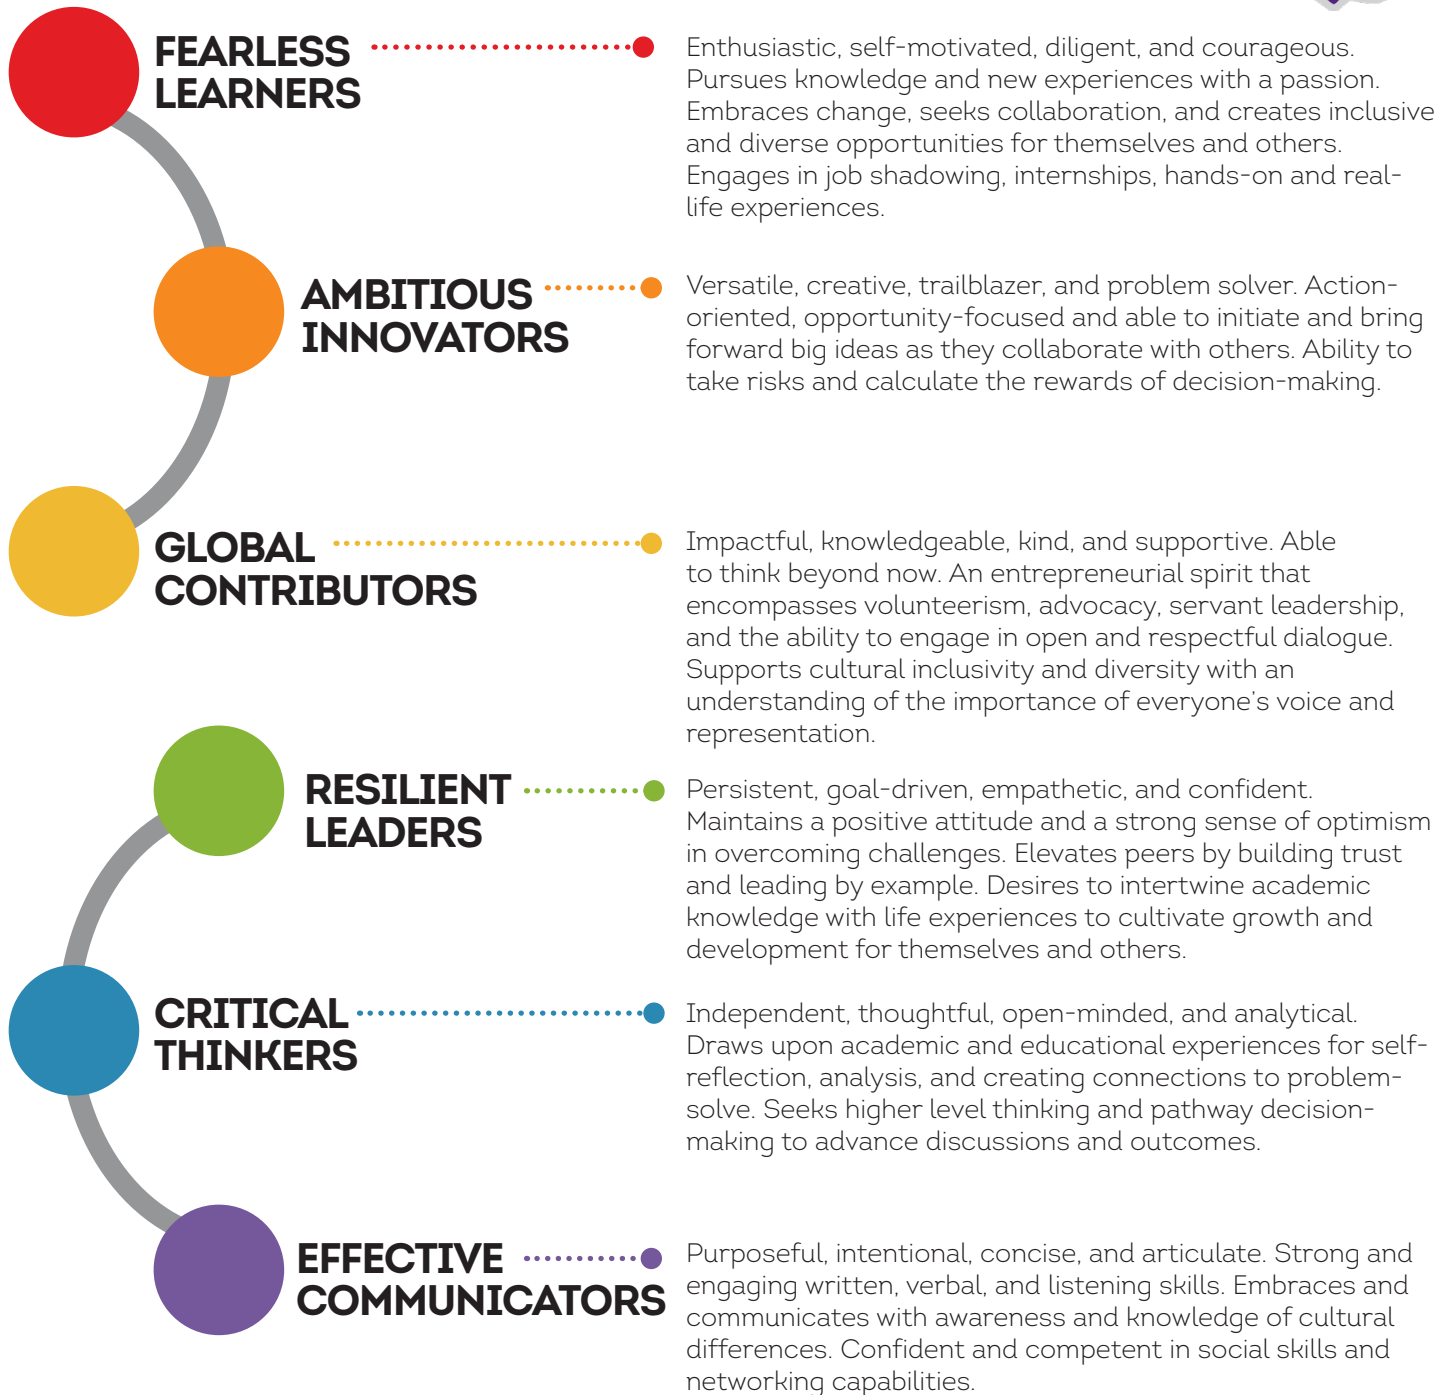 FEARLESS
LEARNERS
Enthusiastic, self-motivated, diligent, and courageous.
Pursues knowledge and new experiences with a passion.
Embraces change, seeks collaboration, and creates inclusive
and diverse opportunities for themselves and others.
Engages in job shadowing, internships, hands-on and real-
life experiences.
AMBITIOUS
INNOVATORS
Versatile, creative, trailblazer, and problem solver. Action-
oriented, opportunity-focused and able to initiate and bring
forward big ideas as they collaborate with others. Ability to
take risks and calculate the rewards of decision-making.
GLOBAL
CONTRIBUTORS
Impactful, knowledgeable, kind, and supportive. Able
to think beyond now. An entrepreneurial spirit that
encompasses volunteerism, advocacy, servant leadership,
and the ability to engage in open and respectful dialogue.
Supports cultural inclusivity and diversity with an
understanding of the importance of everyone's voice and
representation.
RESILIENT
LEADERS
Persistent, goal-driven, empathetic, and confident.
Maintains a positive attitude and a strong sense of optimism
in overcoming challenges. Elevates peers by building trust
and leading by example. Desires to intertwine academic
knowledge with life experiences to cultivate growth and
development for themselves and others.
CRITICAL
THINKERS
Independent, thoughtful, open-minded, and analytical.
Draws upon academic and educational experiences for self-
reflection, analysis, and creating connections to problem-
solve. Seeks higher level thinking and pathway decision-
making to advance discussions and outcomes.
EFFECTIVE
COMMUNICATORS
Purposeful, intentional, concise, and articulate. Strong and
engaging written, verbal, and listening skills. Embraces and
communicates with awareness and knowledge of cultural
differences. Confident and competent in social skills and
networking capabilities.